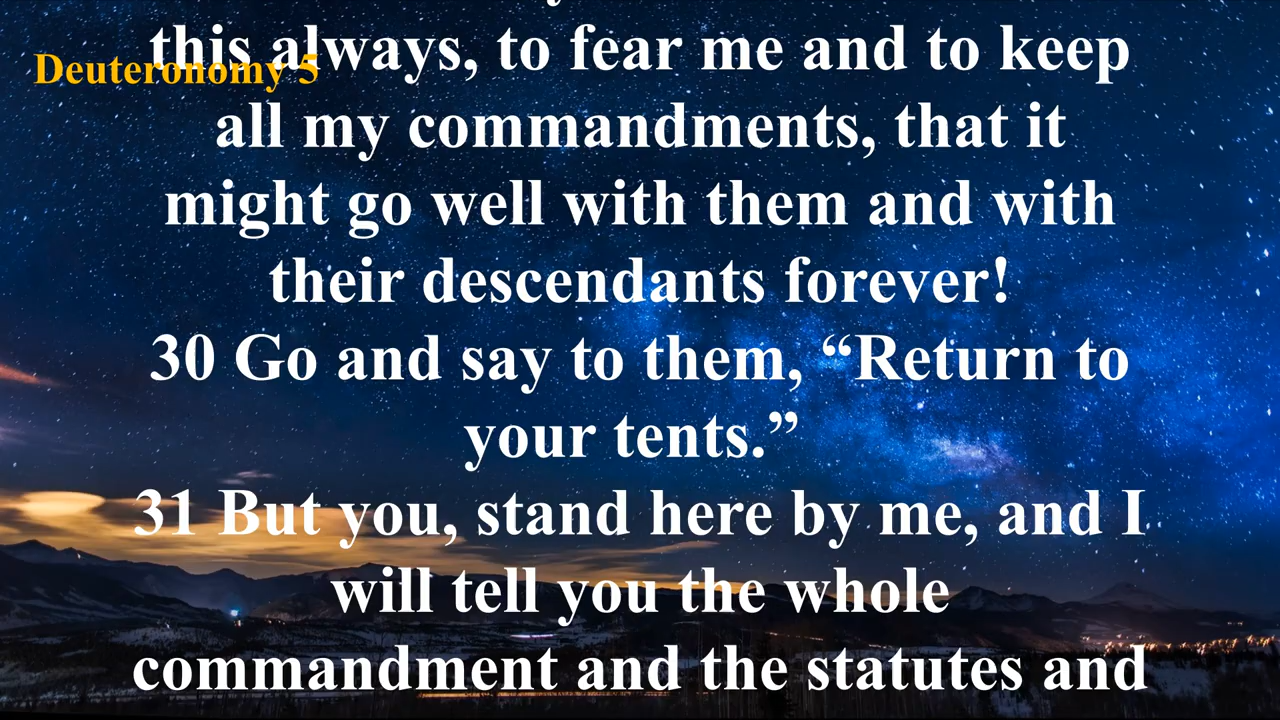 this always, to fear me and to keep
Deuteronomy 5
all my commandments, that it
might go well with them and with
their descendants forever!
30 Go and say to them, “Return to
your tents.”
31 But you, stand here by me, and I
will tell you the whole
commandment and the statutes and